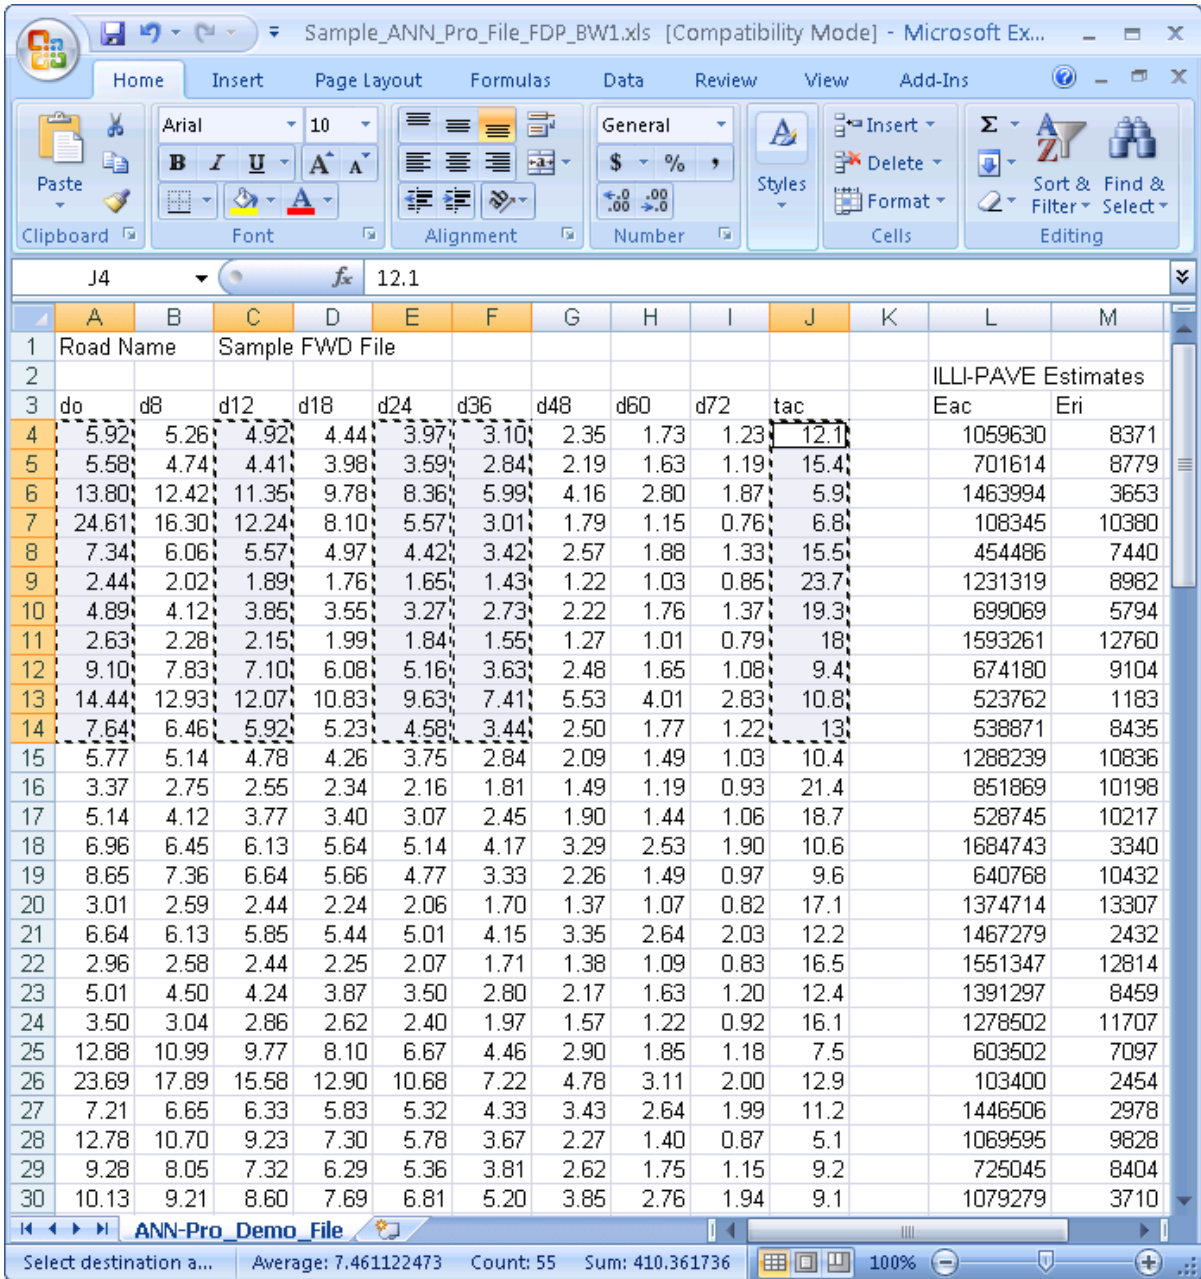 Sample_ANN_Pro_File_FDP_BW1.xls [Compatibility Mode] - Microsoft Ex...
Home Insert Page Layout Formulas Data Review View Add-Ins
Arial 10 General Insert
B I U A A $ % , Delete
Paste Styles Format Sort & Filter Find & Select
Clipboard Font Alignment Number Cells Editing
J4 fx 12.1
A B C D E F G H I J K L M
1 Road Name Sample FWD File
2 ILLI-PAVE Estimates
3 do d8 d12 d18 d24 d36 d48 d60 d72 tac Eac Eri
4 5.92 5.26 4.92 4.44 3.97 3.10 2.35 1.73 1.23 12.1 1059630 8371
5 5.58 4.74 4.41 3.98 3.59 2.84 2.19 1.63 1.19 15.4 701614 8779
6 13.80 12.42 11.35 9.78 8.36 5.99 4.16 2.80 1.87 5.9 1463994 3653
7 24.61 16.30 12.24 8.10 5.57 3.01 1.79 1.15 0.76 6.8 108345 10380
8 7.34 6.06 5.57 4.97 4.42 3.42 2.57 1.88 1.33 15.5 454486 7440
9 2.44 2.02 1.89 1.76 1.65 1.43 1.22 1.03 0.85 23.7 1231319 8982
10 4.89 4.12 3.85 3.55 3.27 2.73 2.22 1.76 1.37 19.3 699069 5794
11 2.63 2.28 2.15 1.99 1.84 1.55 1.27 1.01 0.79 18 1593261 12760
12 9.10 7.83 7.10 6.08 5.16 3.63 2.48 1.65 1.08 9.4 674180 9104
13 14.44 12.93 12.07 10.83 9.63 7.41 5.53 4.01 2.83 10.8 523762 1183
14 7.64 6.46 5.92 5.23 4.58 3.44 2.50 1.77 1.22 13 538871 8435
15 5.77 5.14 4.78 4.26 3.75 2.84 2.09 1.49 1.03 10.4 1288239 10836
16 3.37 2.75 2.55 2.34 2.16 1.81 1.49 1.19 0.93 21.4 851869 10198
17 5.14 4.12 3.77 3.40 3.07 2.45 1.90 1.44 1.06 18.7 528745 10217
18 6.96 6.45 6.13 5.64 5.14 4.17 3.29 2.53 1.90 10.6 1684743 3340
19 8.65 7.36 6.64 5.66 4.77 3.33 2.26 1.49 0.97 9.6 640768 10432
20 3.01 2.59 2.44 2.24 2.06 1.70 1.37 1.07 0.82 17.1 1374714 13307
21 6.64 6.13 5.85 5.44 5.01 4.15 3.35 2.64 2.03 12.2 1467279 2432
22 2.96 2.58 2.44 2.25 2.07 1.71 1.38 1.09 0.83 16.5 1551347 12814
23 5.01 4.50 4.24 3.87 3.50 2.80 2.17 1.63 1.20 12.4 1391297 8459
24 3.50 3.04 2.86 2.62 2.40 1.97 1.57 1.22 0.92 16.1 1278502 11707
25 12.88 10.99 9.77 8.10 6.67 4.46 2.90 1.85 1.18 7.5 603502 7097
26 23.69 17.89 15.58 12.90 10.68 7.22 4.78 3.11 2.00 12.9 103400 2454
27 7.21 6.65 6.33 5.83 5.32 4.33 3.43 2.64 1.99 11.2 1446506 2978
28 12.78 10.70 9.23 7.30 5.78 3.67 2.27 1.40 0.87 5.1 1069595 9828
29 9.28 8.05 7.32 6.29 5.36 3.81 2.62 1.75 1.15 9.2 725045 8404
30 10.13 9.21 8.60 7.69 6.81 5.20 3.85 2.76 1.94 9.1 1079279 3710
ANN-Pro_Demo_File
Select destination a... Average: 7.461122473 Count: 55 Sum: 410.361736 100%